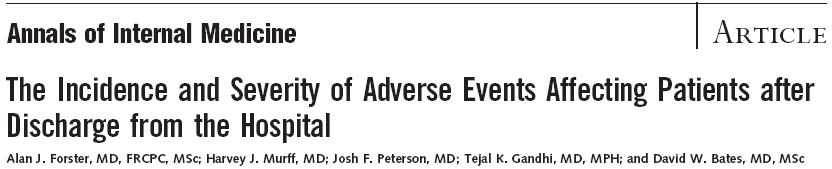 Annals of Internal Medicine
ARTICLE
The Incidence and Severity of Adverse Events Affecting Patients after
Discharge from the Hospital
Alan J. Forster, MD, FRCPC, MSc; Harvey J. Murff, MD; Josh F. Peterson, MD; Tejal K. Gandhi, MD, MPH; and David W. Bates, MD, MSc